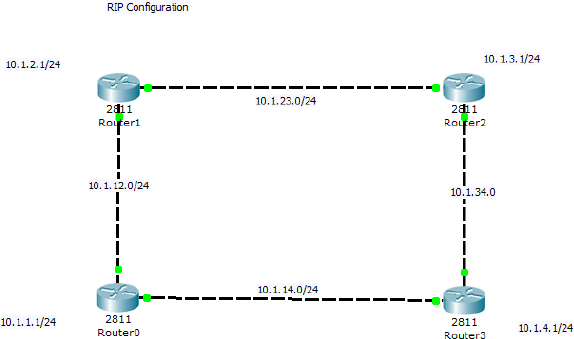 RIP Configuration
10.1.2.1/24
10.1.3.1/24
2811
Router1
10.1.23.0/24
2811
Router2
10.1.12.0/24
10.1.34.0
10.1.14.0/24
10.1.1.1/24
2811
Router0
2811
Router3
10.1.4.1/24